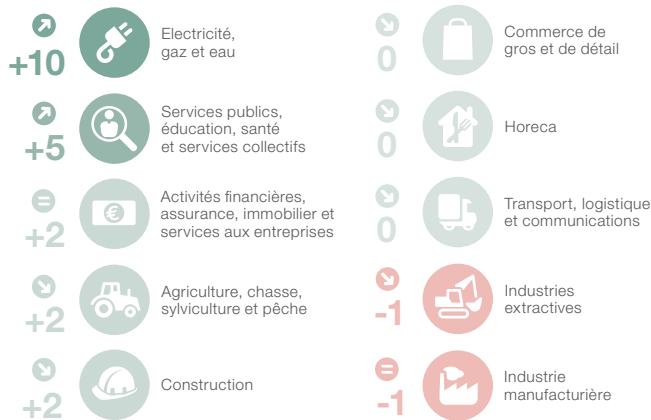 +10
Electricité,
gaz et eau
+5
Services publics,
éducation, santé
et services collectifs
=
+2
€
Activités financières,
assurance, immobilier et
services aux entreprises
+2
Agriculture, chasse,
sylviculture et pêche
+2
Construction
0
Commerce de
gros et de détail
0
Horeca
0
Transport, logistique
et communications
-1
Industries
extractives
=
-1
Industrie
manufacturière